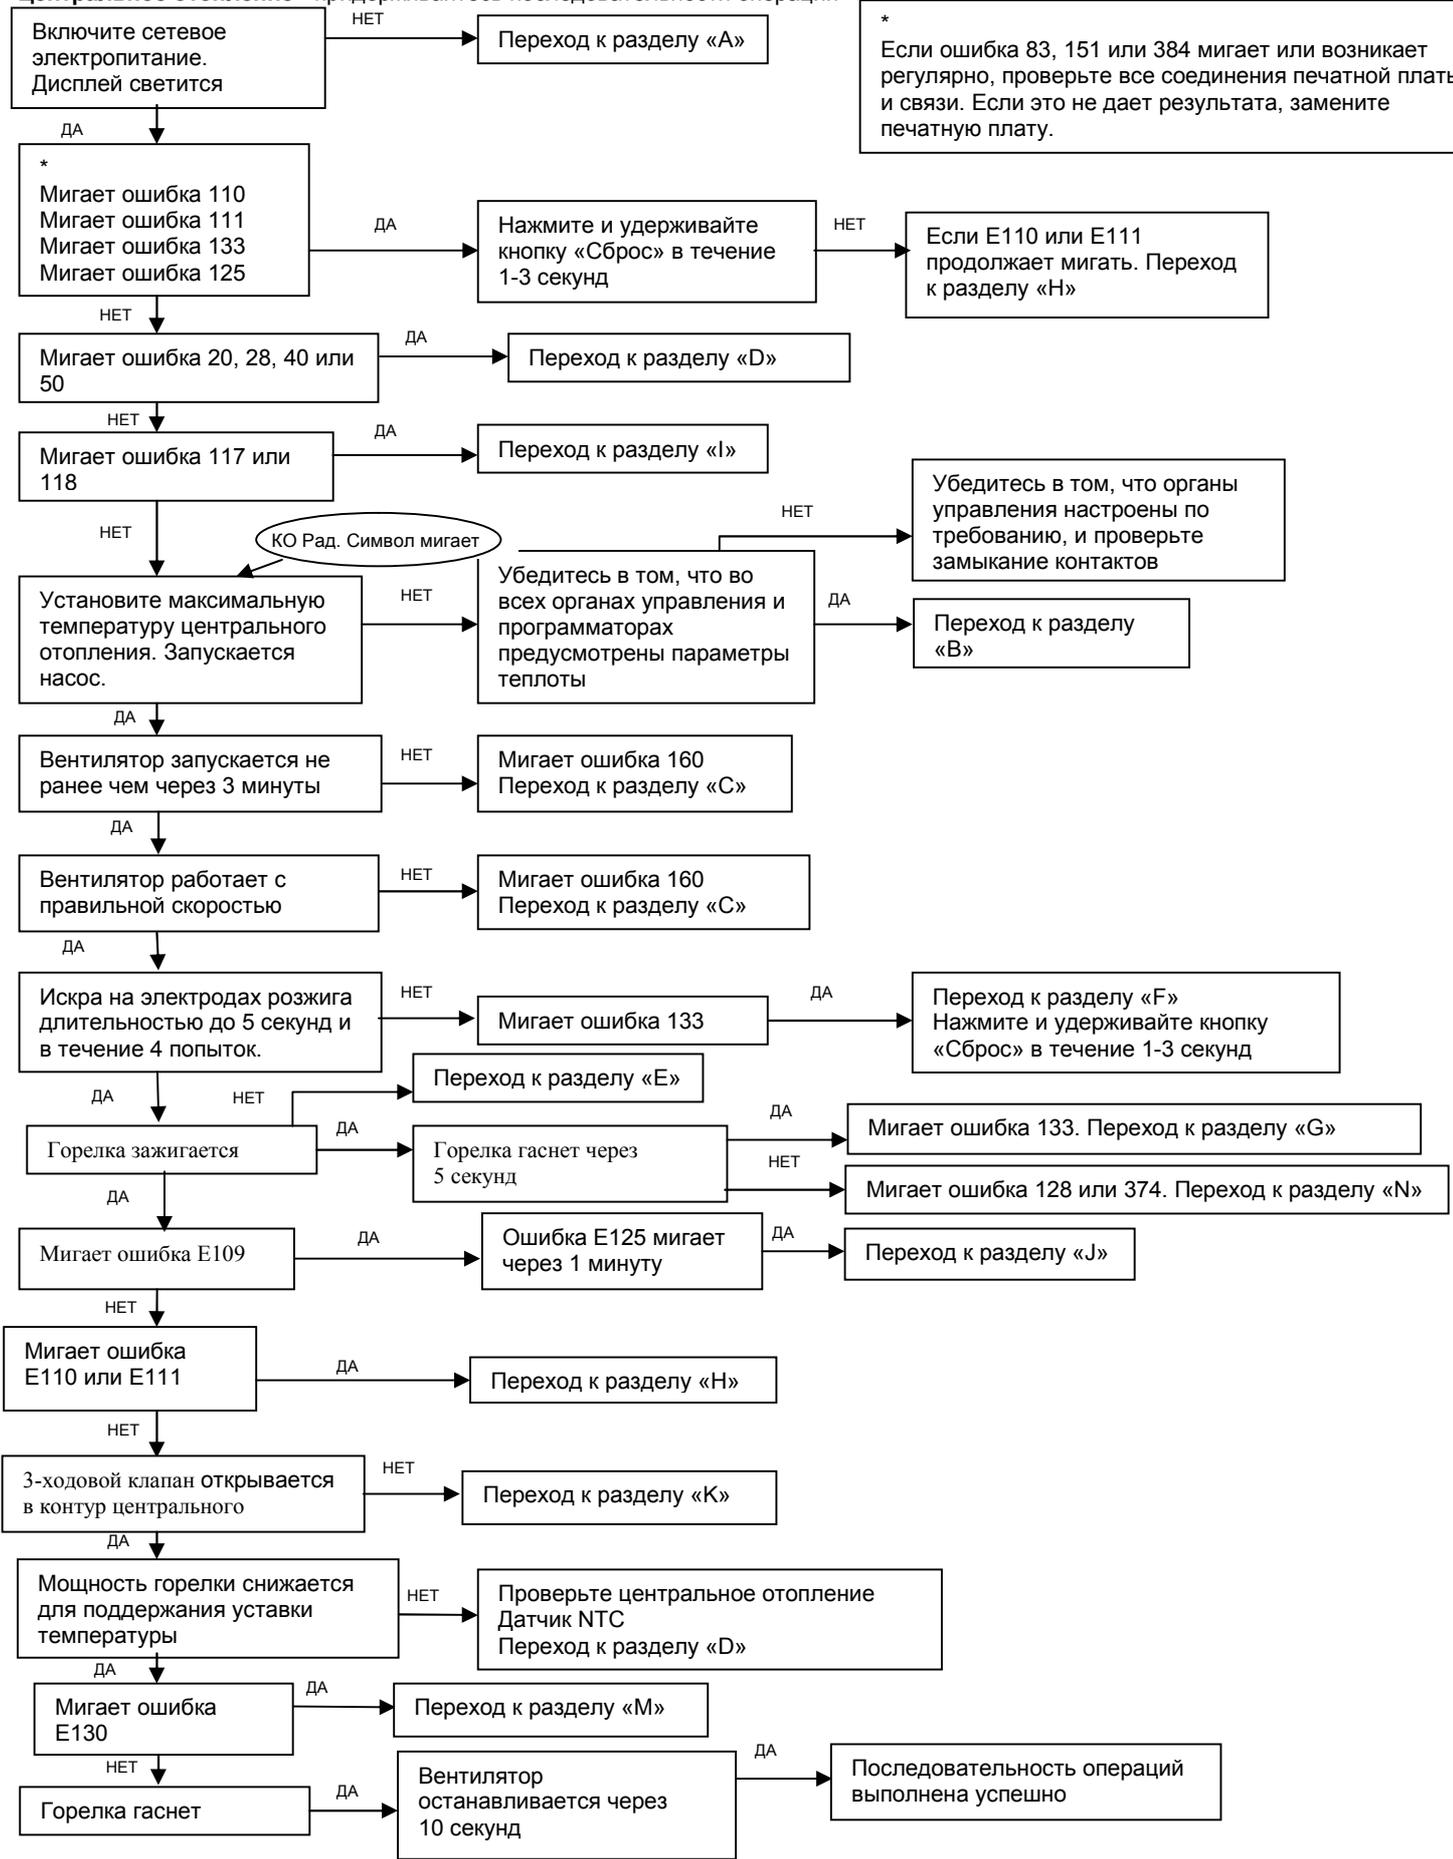 НЕТ
Включите сетевое
электропитание.
Дисплей светится
Переход к разделу «А»
*
Если ошибка 83, 151 или 384 мигает или возникает
регулярно, проверьте все соединения печатной платы
и связи. Если это не дает результата, замените
печатную плату.
ДА
*
Мигает ошибка 110
Мигает ошибка 111
Мигает ошибка 133
Мигает ошибка 125
ДА
Нажмите и удерживайте
кнопку «Сброс» в течение
1-3 секунд
НЕТ
Если Е110 или Е111
продолжает мигать. Переход
к разделу «H»
НЕТ
Мигает ошибка 20, 28, 40 или
50
ДА
Переход к разделу «D»
НЕТ
Мигает ошибка 117 или
118
ДА
Переход к разделу «I»
НЕТ
КО Рад. Символ мигает
Установите максимальную
температуру центрального
отопления. Запускается
насос.
НЕТ
Убедитесь в том, что во
всех органах управления и
программаторах
предусмотрены параметры
теплоты
НЕТ
Убедитесь в том, что органы
управления настроены по
требованию, и проверьте
замыкание контактов
ДА
Переход к разделу
«В»
ДА
Вентилятор запускается не
ранее чем через 3 минуты
НЕТ
Мигает ошибка 160
Переход к разделу «С»
ДА
Вентилятор работает с
правильной скоростью
НЕТ
Мигает ошибка 160
Переход к разделу «С»
ДА
Искра на электродах розжига
длительностью до 5 секунд и
в течение 4 попыток.
НЕТ
Мигает ошибка 133
ДА
Переход к разделу «F»
Нажмите и удерживайте кнопку
«Сброс» в течение 1-3 секунд
ДА
НЕТ
Переход к разделу «Е»
Горелка зажигается
ДА
Горелка гаснет через
5 секунд
ДА
Мигает ошибка 133. Переход к разделу «G»
НЕТ
Мигает ошибка 128 или 374. Переход к разделу «N»
ДА
Мигает ошибка Е109
ДА
Ошибка Е125 мигает
через 1 минуту
ДА
Переход к разделу «J»
НЕТ
Мигает ошибка
Е110 или Е111
ДА
Переход к разделу «H»
НЕТ
3-ходовой клапан открывается
в контур центрального
НЕТ
Переход к разделу «К»
ДА
Мощность горелки снижается
для поддержания уставки
температуры
НЕТ
Проверьте центральное отопление
Датчик NTC
Переход к разделу «D»
ДА
Мигает ошибка
Е130
ДА
Переход к разделу «М»
НЕТ
Горелка гаснет
ДА
Вентилятор
останавливается через
10 секунд
ДА
Последовательность операций
выполнена успешно